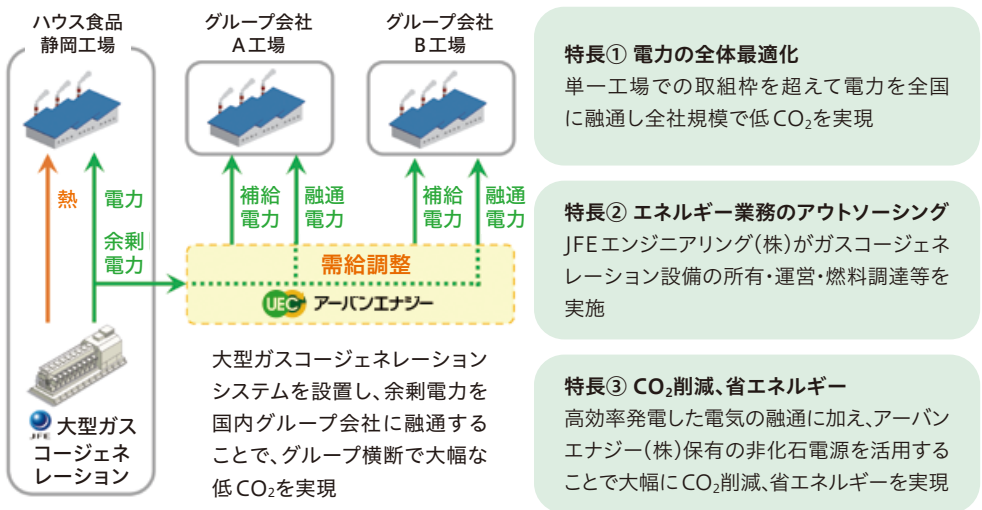 ハウス食品
静岡工場
グループ会社
A工場
グループ会社
B工場
熱
電力
余剰
電力
補給
電力
融通
電力
補給
電力
融通
電力
需給調整
UEC アーバンエナジー
JFE 大型ガス
コージェネ
レーション
大型ガスコージェネレーション
システムを設置し、余剰電力を
国内グループ会社に融通する
ことで、グループ横断で大幅な
低CO₂を実現
特長① 電力の全体最適化
単一工場での取組枠を超えて電力を全国
に融通し全社規模で低CO₂を実現
特長② エネルギー業務のアウトソーシング
JFEエンジニアリング(株)がガスコージェネ
レーション設備の所有・運営・燃料調達等を
実施
特長③ CO₂削減、省エネルギー
高効率発電した電気の融通に加え、アーバン
エナジー(株)保有の非化石電源を活用する
ことで大幅にCO₂削減、省エネルギーを実現